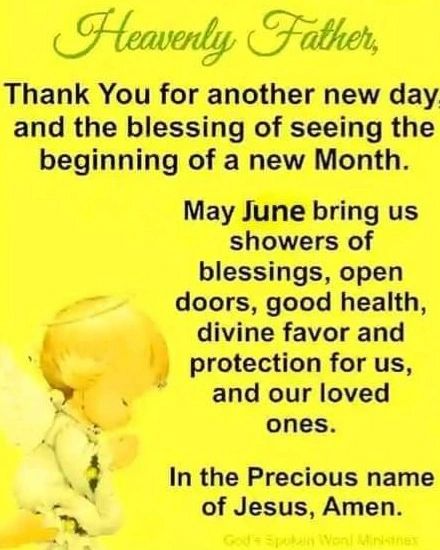 Heavenly Father,
Thank You for another new day,
and the blessing of seeing the
beginning of a new Month.
May June bring us
showers of
blessings, open
doors, good health,
divine favor and
protection for us,
and our loved
ones.
In the Precious name
of Jesus, Amen.
God's Spoken Word Ministries